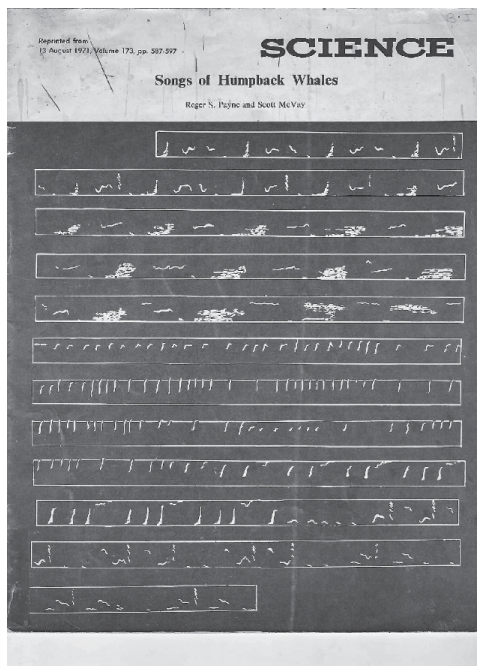 Reprinted from
13 August 1971, Volume 173, pp. 587-597
SCIENCE
Songs of Humpback Whales
Roger S. Payne and Scott McVay